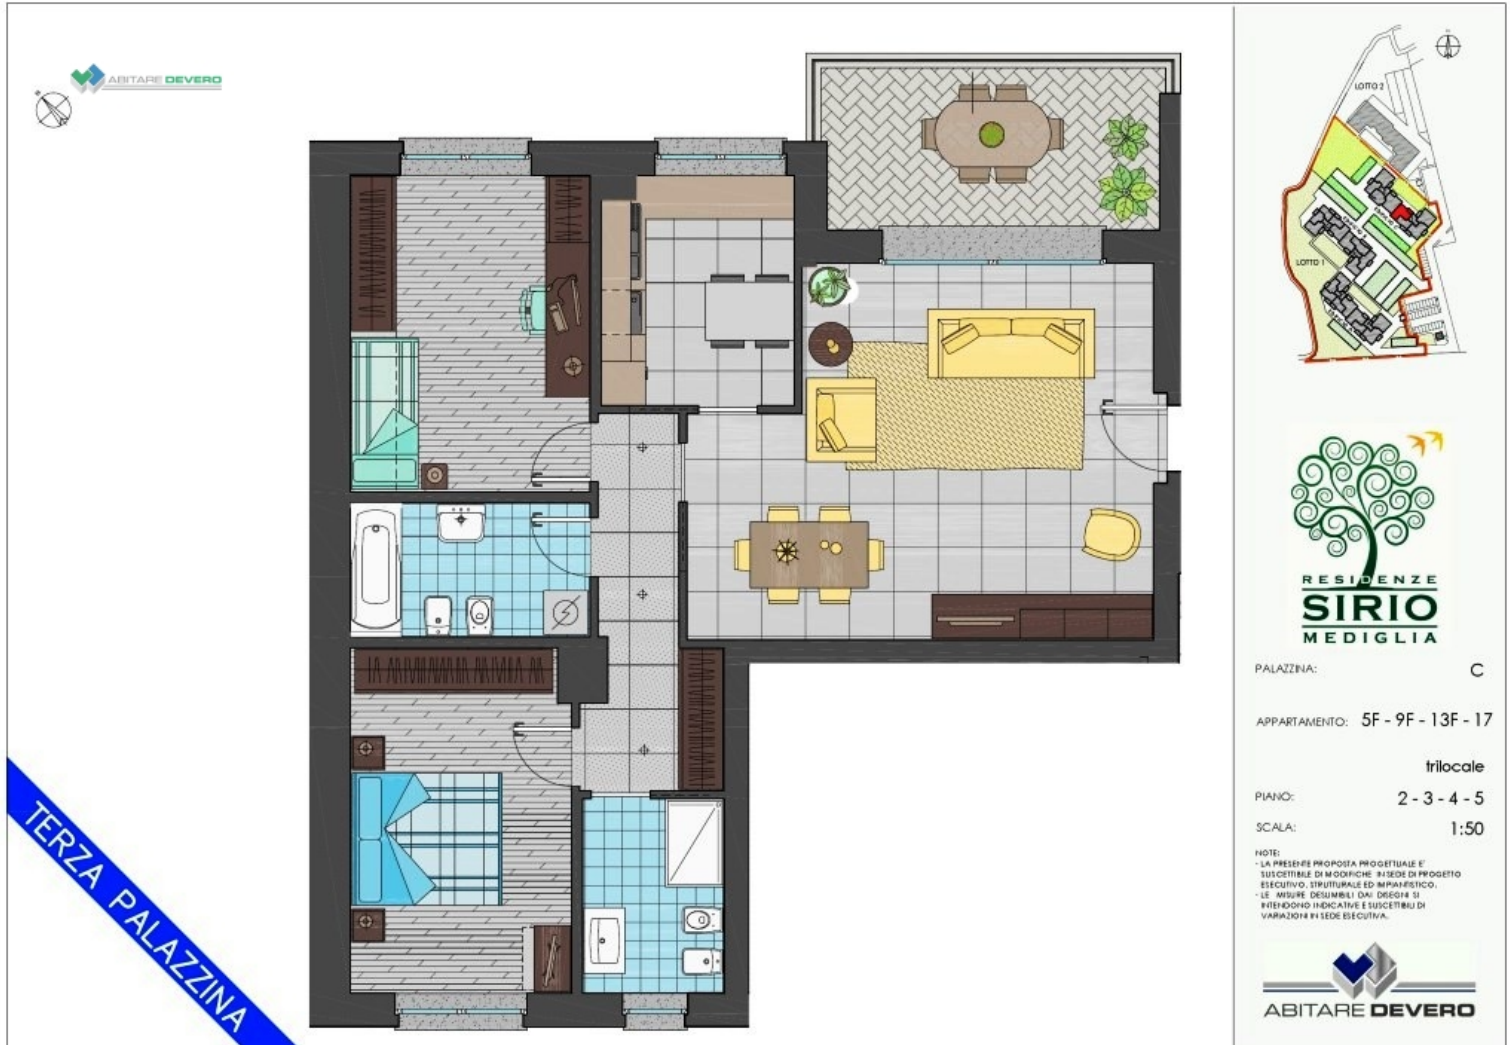 ABITARE DEVERO
TERZA PALAZZINA
LOTTO 2
LOTTO 1
RESIDENZE
SIRIO
MEDIGLIA
PALAZZINA: C
APPARTAMENTO: 5F - 9F - 13F - 17
trilocale
PIANO: 2 - 3 - 4 - 5
SCALA: 1:50
NOTE:
- LA PRESENTE PROPOSTA PROGETTUALE E'
SUSCETTIBILE DI MODIFICHE IN SEDE DI PROGETTO
ESECUTIVO, STRUTTURALE ED IMPIANTISTICO.
- LE MISURE DESUMIBILI DAI DISEGNI SI
INTENDONO INDICATIVE E SUSCETTIBILI DI
VARIAZIONI IN SEDE ESECUTIVA.
ABITARE DEVERO